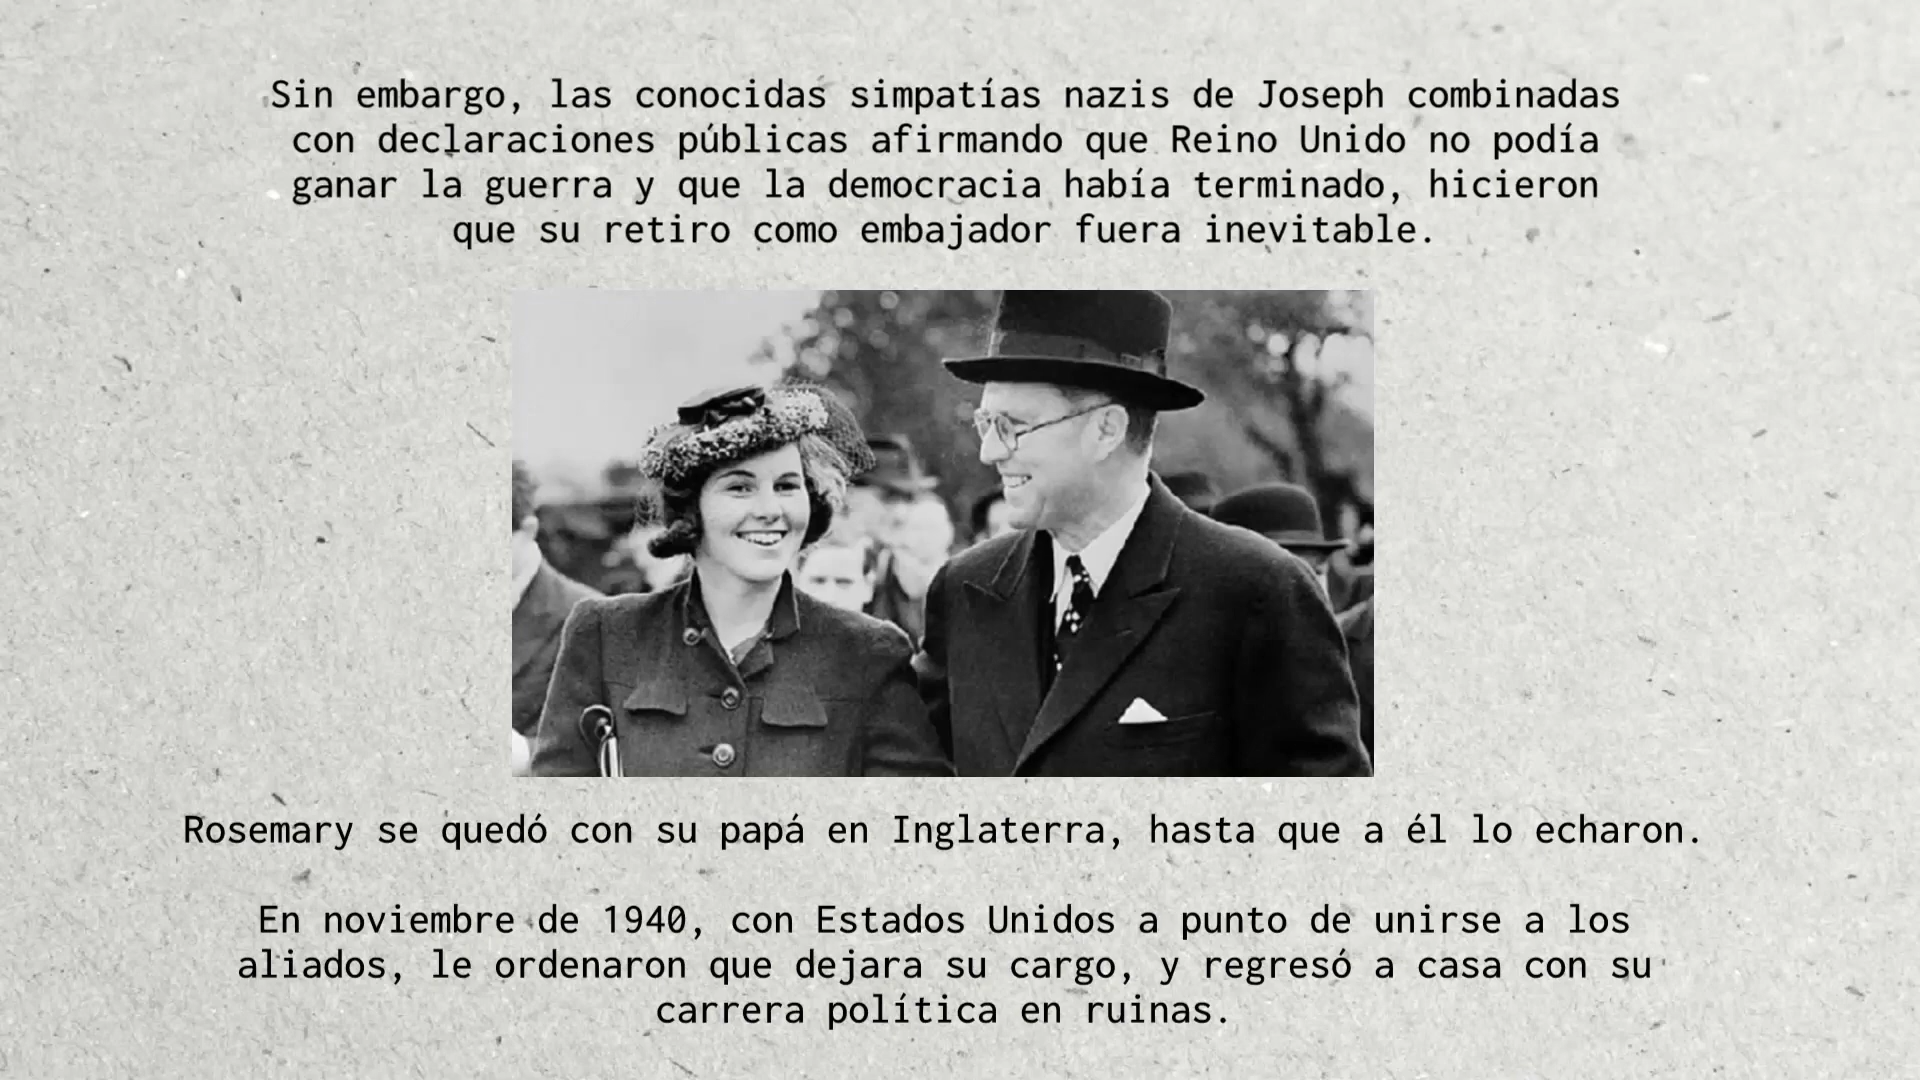 Sin embargo, las conocidas simpatías nazis de Joseph combinadas
con declaraciones públicas afirmando que Reino Unido no podía
ganar la guerra y que la democracia había terminado, hicieron
que su retiro como embajador fuera inevitable.
Rosemary se quedó con su papá en Inglaterra, hasta que a él lo echaron.
En noviembre de 1940, con Estados Unidos a punto de unirse a los
aliados, le ordenaron que dejara su cargo, y regresó a casa con su
carrera política en ruinas.